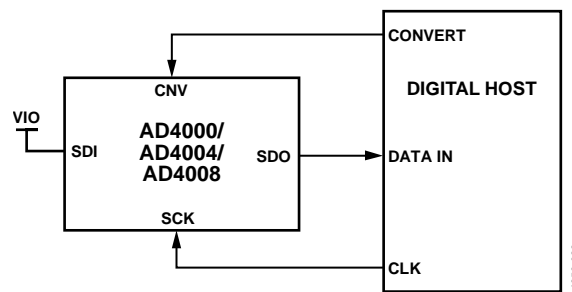 CONVERT
CNV
DIGITAL HOST
VIO
AD4000/
AD4004/
AD4008
SDI
SDO
DATA IN
SCK
CLK